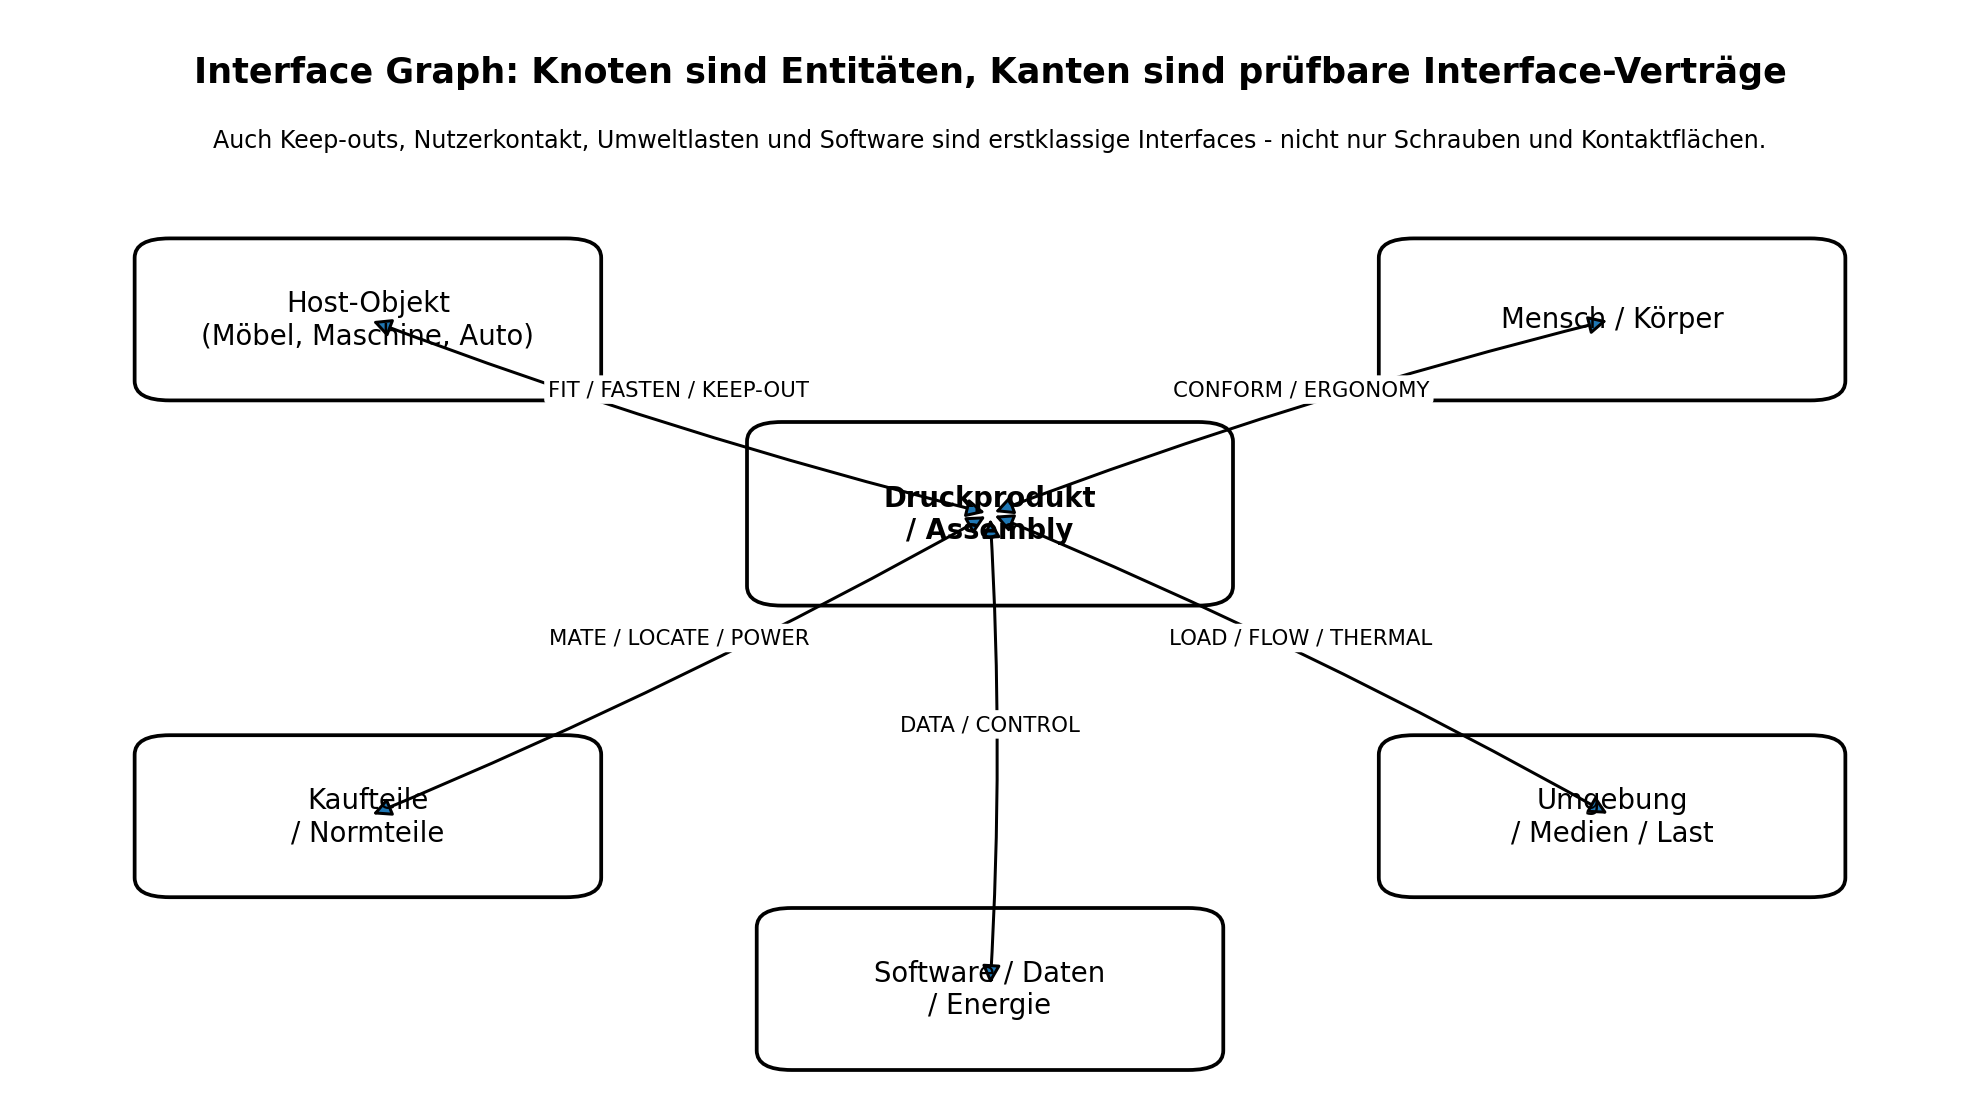 Interface Graph: Knoten sind Entitäten, Kanten sind prüfbare Interface-Verträge
Auch Keep-outs, Nutzerkontakt, Umweltlasten und Software sind erstklassige Interfaces - nicht nur Schrauben und Kontaktflächen.
Host-Objekt
(Möbel, Maschine, Auto)
Mensch / Körper
FIT / FASTEN / KEEP-OUT
CONFORM / ERGONOMY
Druckprodukt
/ Assembly
MATE / LOCATE / POWER
LOAD / FLOW / THERMAL
DATA / CONTROL
Kaufteile
/ Normteile
Umgebung
/ Medien / Last
Software / Daten
/ Energie